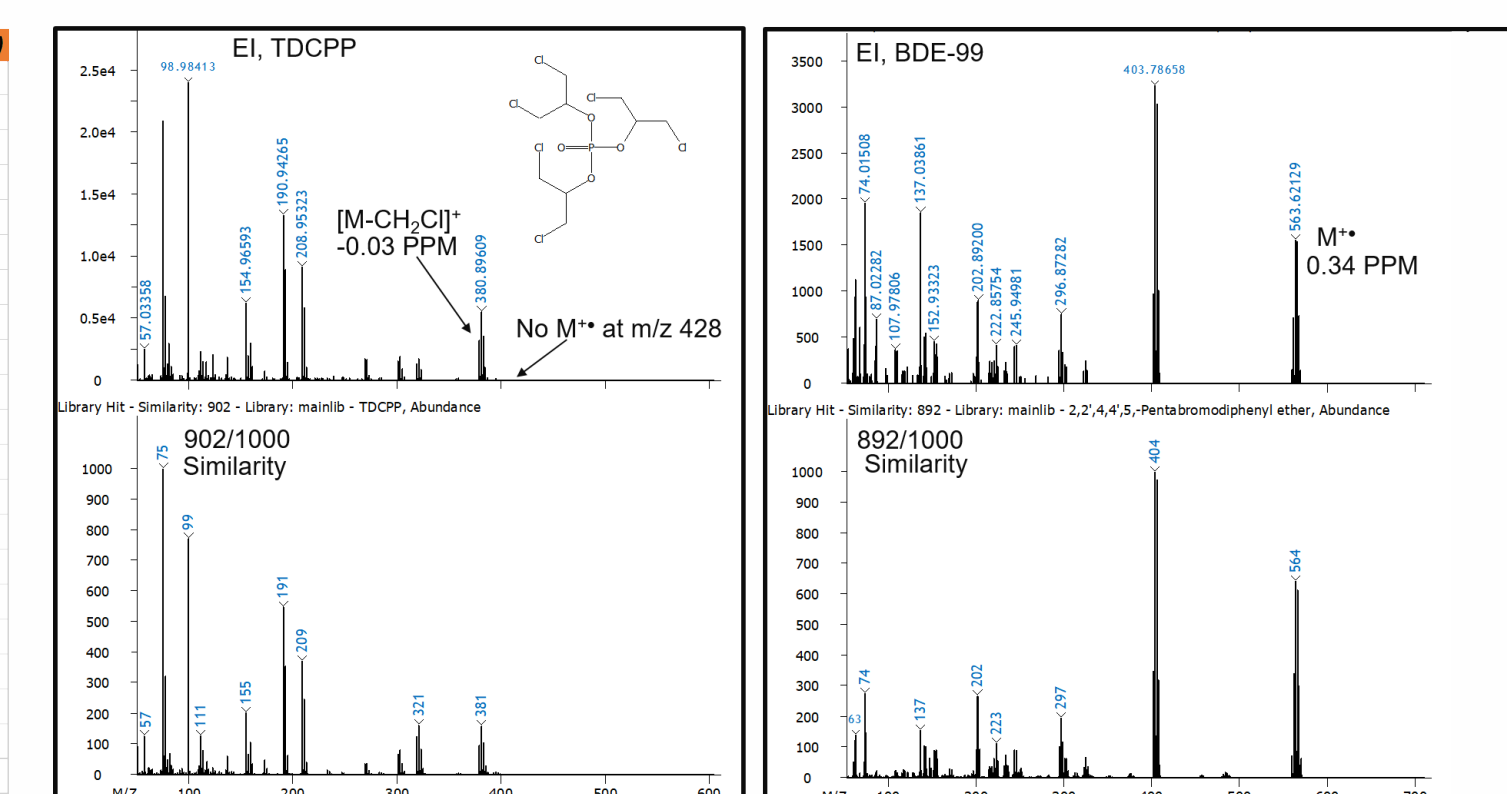 EI, TDCPP
2.5e4
2.0e4
1.5e4
1.0e4
0.5e4
0
57.03358
98.98413
154.96593
190.94265
208.95323
380.89609
[M-CH₂Cl]⁺
-0.03 PPM
No M⁺• at m/z 428
Cl
Cl
Cl
Cl
Cl
Cl
O
O
O
O
P
Library Hit - Similarity: 902 - Library: mainlib - TDCPP, Abundance
902/1000
Similarity
1000
900
800
700
600
500
400
300
200
100
0
57
75
99
111
155
191
209
321
381
M/Z
100
200
300
400
500
600
EI, BDE-99
3500
3000
2500
2000
1500
1000
500
0
74.01508
87.02282
107.97806
137.03861
152.93323
202.89200
222.85754
245.94981
296.87282
403.78658
563.62129
M⁺•
0.34 PPM
Library Hit - Similarity: 892 - Library: mainlib - 2,2',4,4',5,-Pentabromodiphenyl ether, Abundance
892/1000
Similarity
1000
900
800
700
600
500
400
300
200
100
0
63
74
137
202
223
297
404
564
M/Z
100
200
300
400
500
600
700